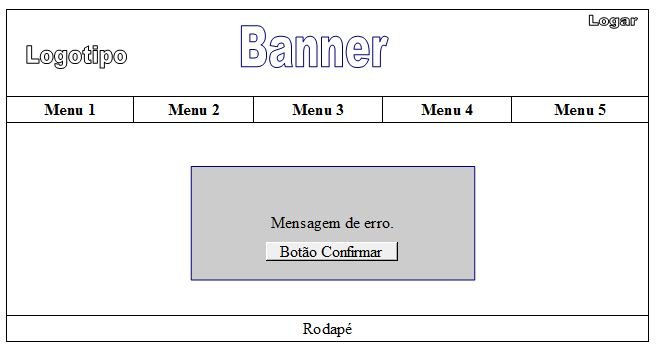 Logar
Banner
Logotipo
Menu 1 Menu 2 Menu 3 Menu 4 Menu 5
Mensagem de erro.
Botão Confirmar
Rodapé